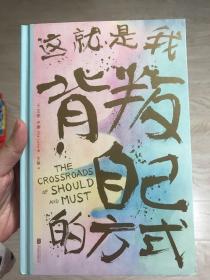 这就是我
背叛
自己
的方式
THE
CROSSROADS
OF SHOULD
AND MUST